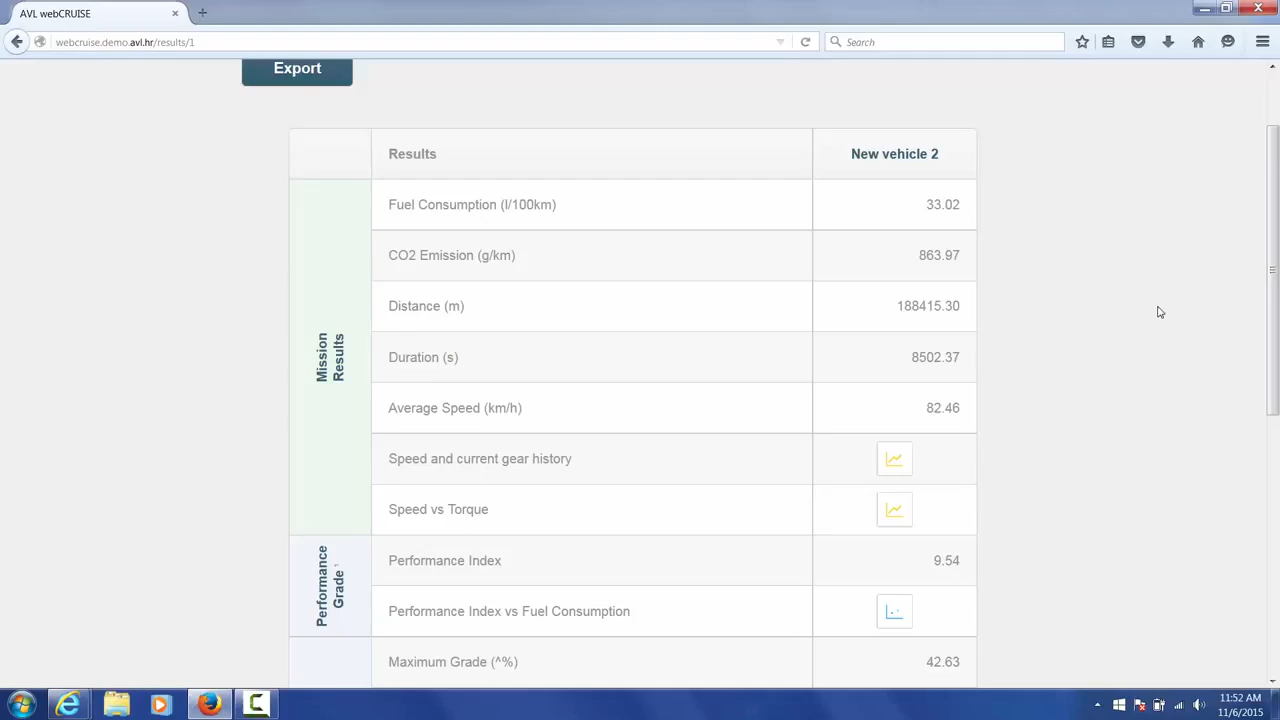 AVL webCRUISE
webcruise.demo.avl.hr/results/1
Search
Export
Results
New vehicle 2
Mission
Results
Fuel Consumption (l/100km)
33.02
CO2 Emission (g/km)
863.97
Distance (m)
188415.30
Duration (s)
8502.37
Average Speed (km/h)
82.46
Speed and current gear history
Speed vs Torque
Performance
Grade ¹
Performance Index
9.54
Performance Index vs Fuel Consumption
Maximum Grade (^%)
42.63
11:52 AM
11/6/2015